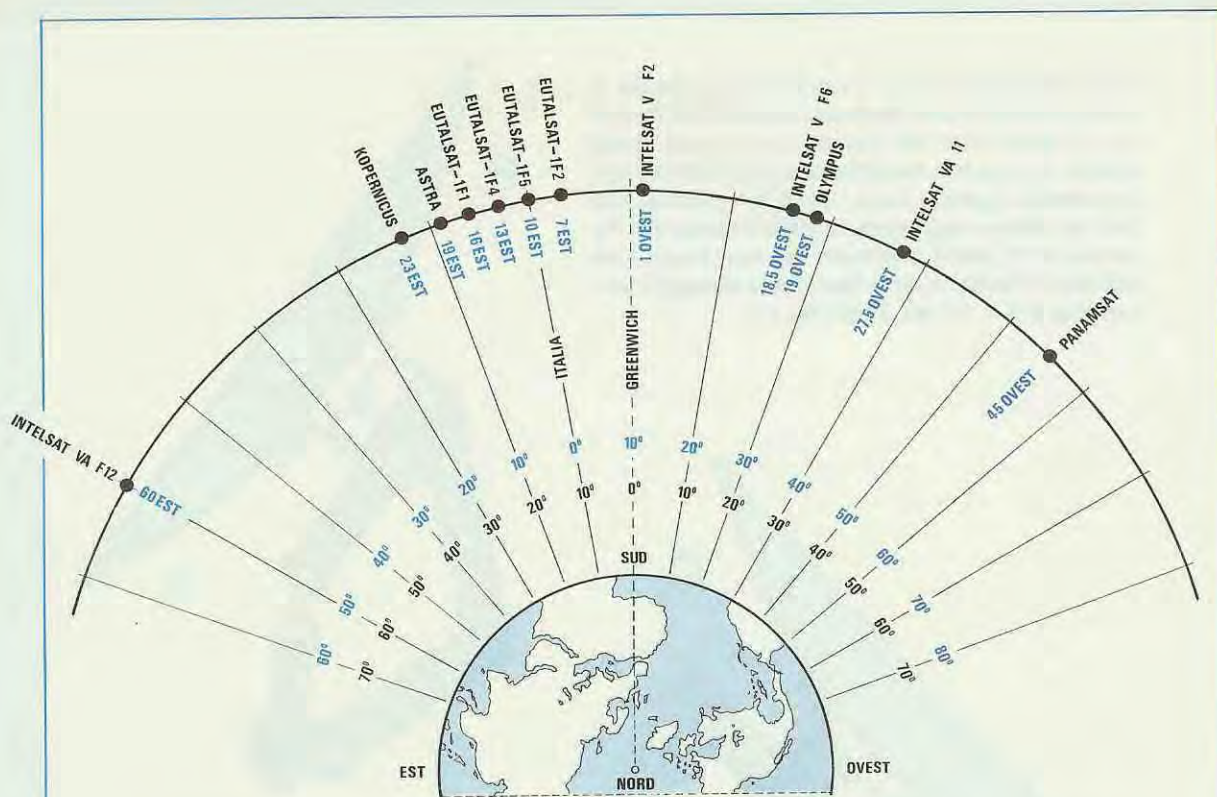 INTELSAT VA F12
60 EST
KOPERNICUS
23 EST
ASTRA
19 EST
EUTALSAT-1F1
16 EST
EUTALSAT-1F4
13 EST
EUTALSAT-1F5
10 EST
EUTALSAT-1F2
7 EST
INTELSAT V F2
1 OVEST
INTELSAT V F6
18,5 OVEST
OLYMPUS
19 OVEST
INTELSAT VA 11
27,5 OVEST
PANAMSAT
45 OVEST
ITALIA
GREENWICH
60°
50°
40°
30°
20°
10°
0°
10°
20°
30°
40°
50°
60°
70°
80°
70°
60°
50°
40°
30°
20°
10°
0°
10°
20°
30°
40°
50°
60°
70°
SUD
EST
NORD
OVEST